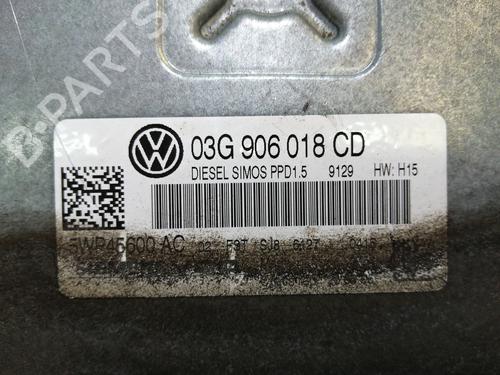 B-PARTS
03G 906 018 CD
DIESEL SIMOS PPD1.5 9129 HW: H15
5WP45600 AC